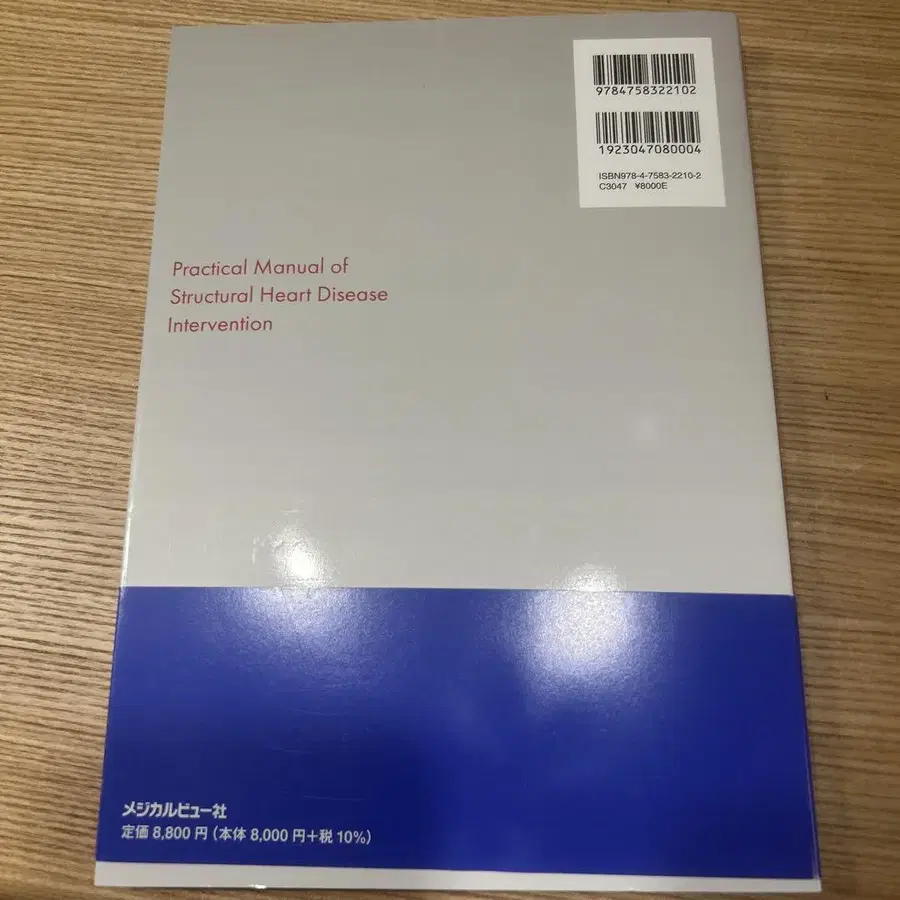 9784758322102
1923047080004
ISBN978-4-7583-2210-2
C3047 ¥8000E
Practical Manual of
Structural Heart Disease
Intervention
メジカルビュー社
定価 8,800 円（本体 8,000 円＋税 10%）